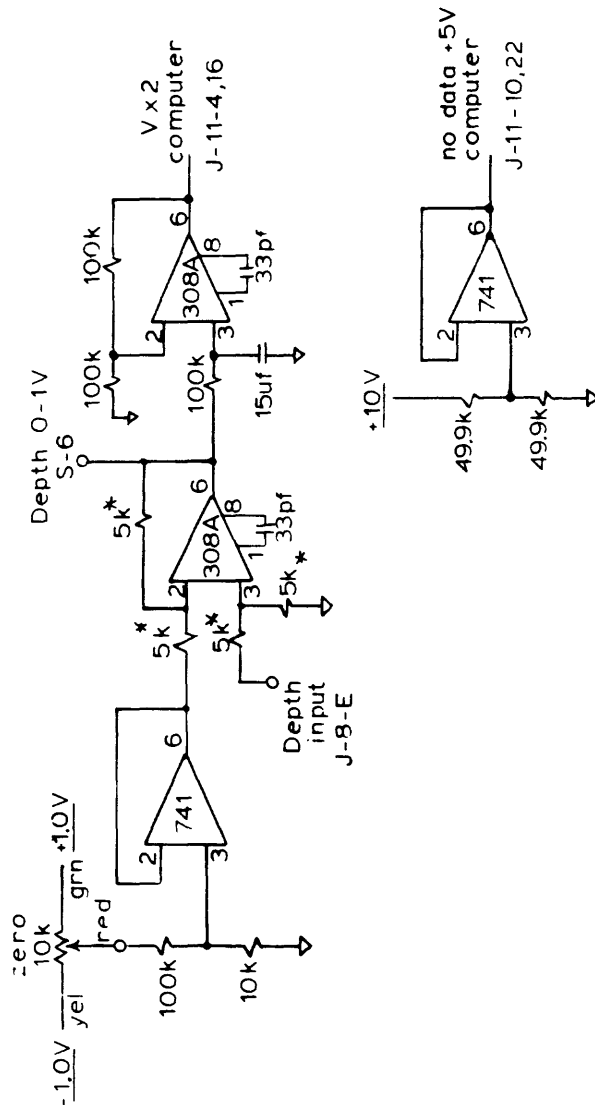 zero
10k
-1.0V
yel
grn
+1.0V
red
100k
10k
2
3
741
6
5k*
5k*
Depth
input
J-8-E
5k*
5k*
2
3
308A
6
1
8
33pf
Depth 0-1V
S-6
100k
15uf
100k
100k
2
3
308A
6
1
8
33pf
V x 2
computer
J-11-4,16
+10V
49.9k
49.9k
2
3
741
6
no data +5V
computer
J-11-10,22